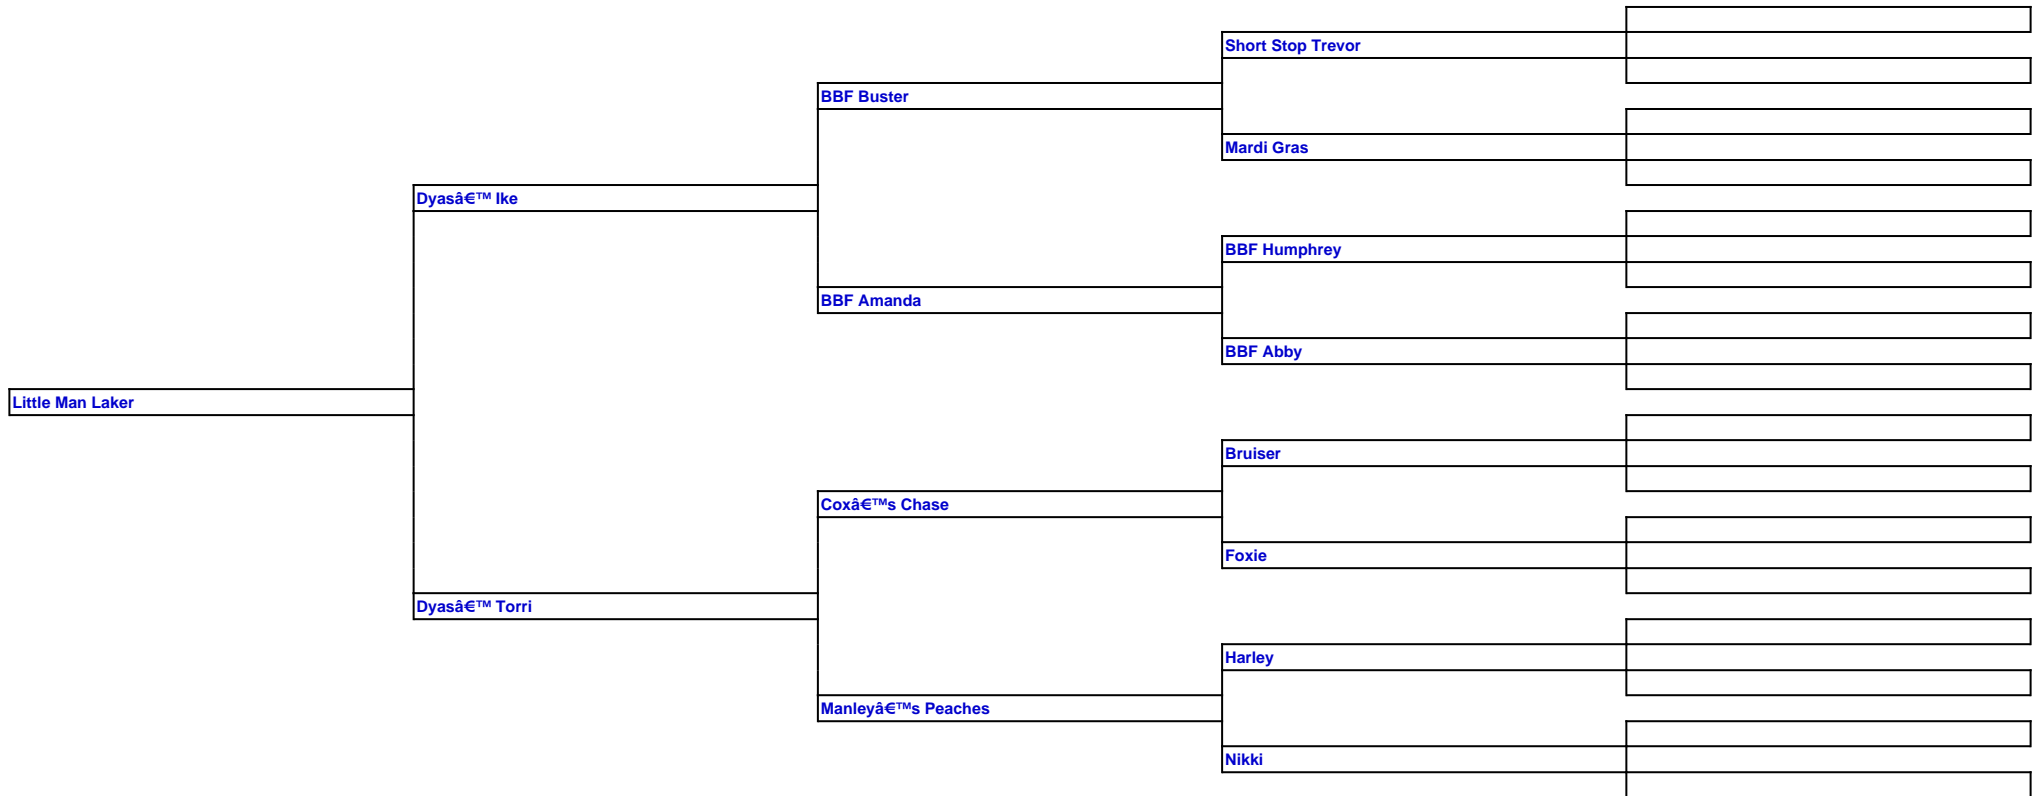 Short Stop Trevor
BBF Buster
Mardi Gras
Dyasâ€™ Ike
BBF Humphrey
BBF Amanda
BBF Abby
Little Man Laker
Bruiser
Coxâ€™s Chase
Foxie
Dyasâ€™ Torri
Harley
Manleyâ€™s Peaches
Nikki